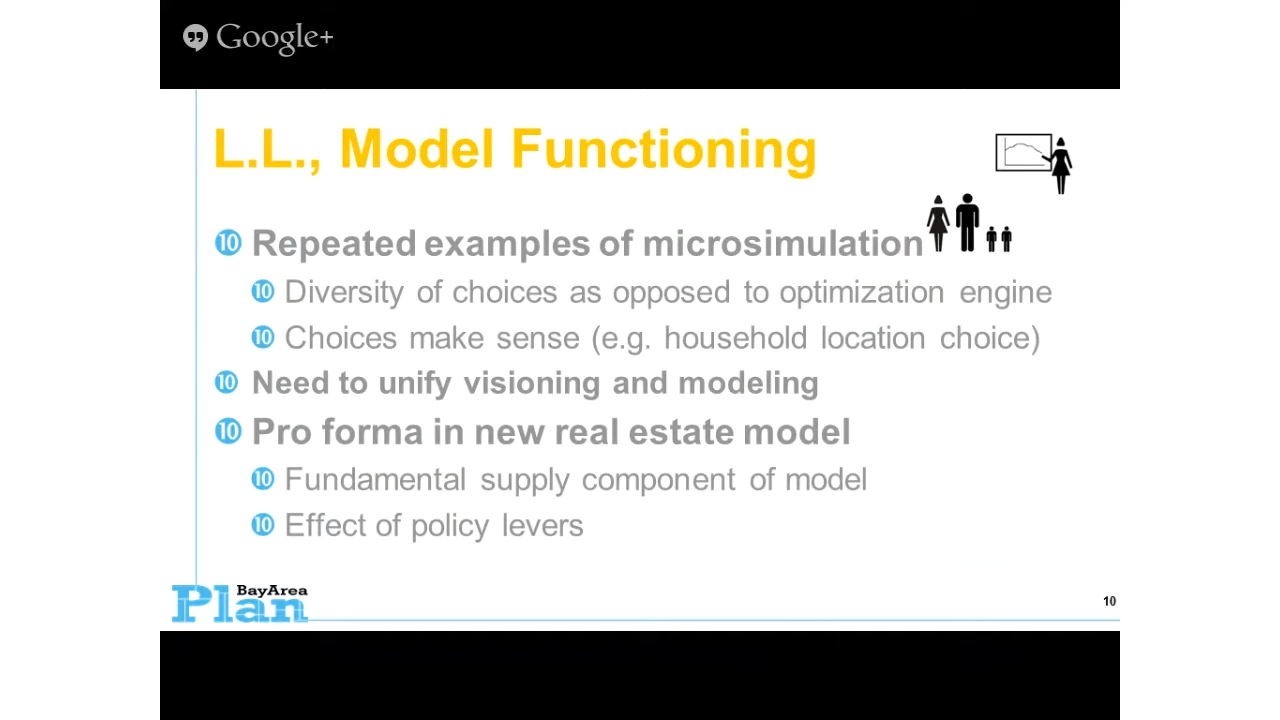 Google+
L.L., Model Functioning
⓾ Repeated examples of microsimulation
⓾ Diversity of choices as opposed to optimization engine
⓾ Choices make sense (e.g. household location choice)
⓾ Need to unify visioning and modeling
⓾ Pro forma in new real estate model
⓾ Fundamental supply component of model
⓾ Effect of policy levers
BayArea
Plan
10